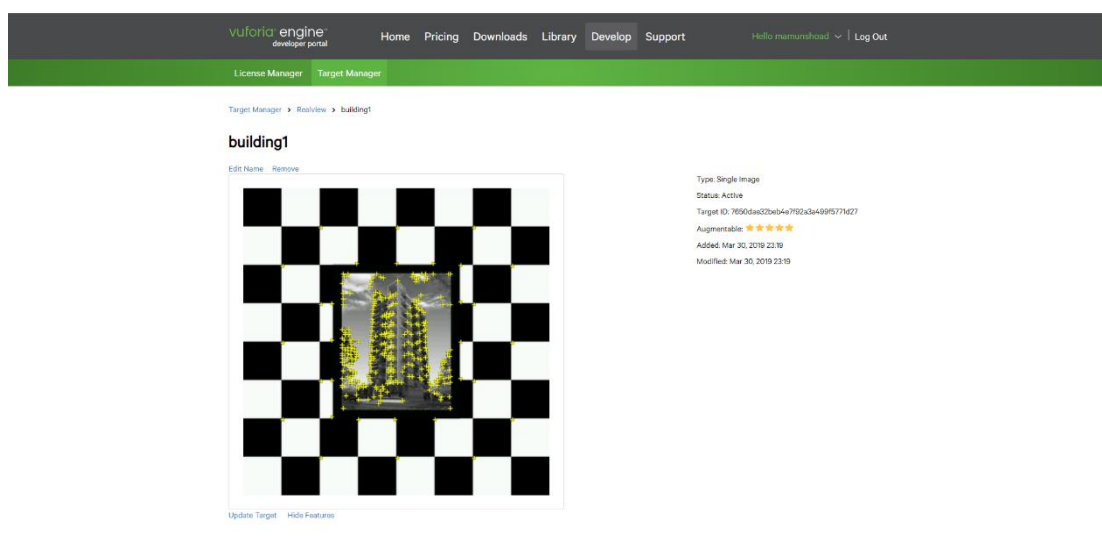 vuforia engine
developer portal
Home Pricing Downloads Library Develop Support
Hello mamunshoad Log Out
License Manager Target Manager
Target Manager > Realview > building1
building1
Edit Name Remove
Type: Single Image
Status: Active
Target ID: 7650dae32beb4e7f92a3a499f5771d27
Augmentable:
Added: Mar 30, 2019 23:19
Modified: Mar 30, 2019 23:19
Update Target Hide Features